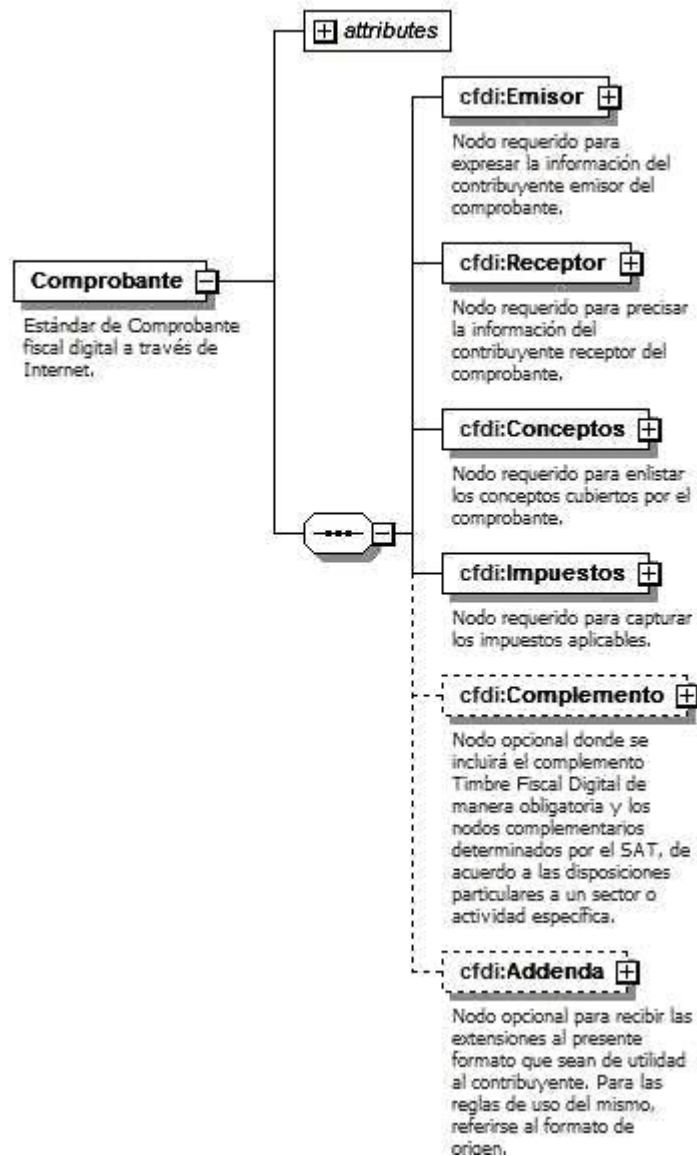 attributes
cfdi:Emisor
Nodo requerido para
expresar la información del
contribuyente emisor del
comprobante.
cfdi:Receptor
Nodo requerido para precisar
la información del
contribuyente receptor del
comprobante.
Comprobante
Estándar de Comprobante
fiscal digital a través de
Internet.
cfdi:Conceptos
Nodo requerido para enlistar
los conceptos cubiertos por el
comprobante.
cfdi:Impuestos
Nodo requerido para capturar
los impuestos aplicables.
cfdi:Complemento
Nodo opcional donde se
incluirá el complemento
Timbre Fiscal Digital de
manera obligatoria y los
nodos complementarios
determinados por el SAT, de
acuerdo a las disposiciones
particulares a un sector o
actividad específica.
cfdi:Addenda
Nodo opcional para recibir las
extensiones al presente
formato que sean de utilidad
al contribuyente. Para las
reglas de uso del mismo,
referirse al formato de
origen.